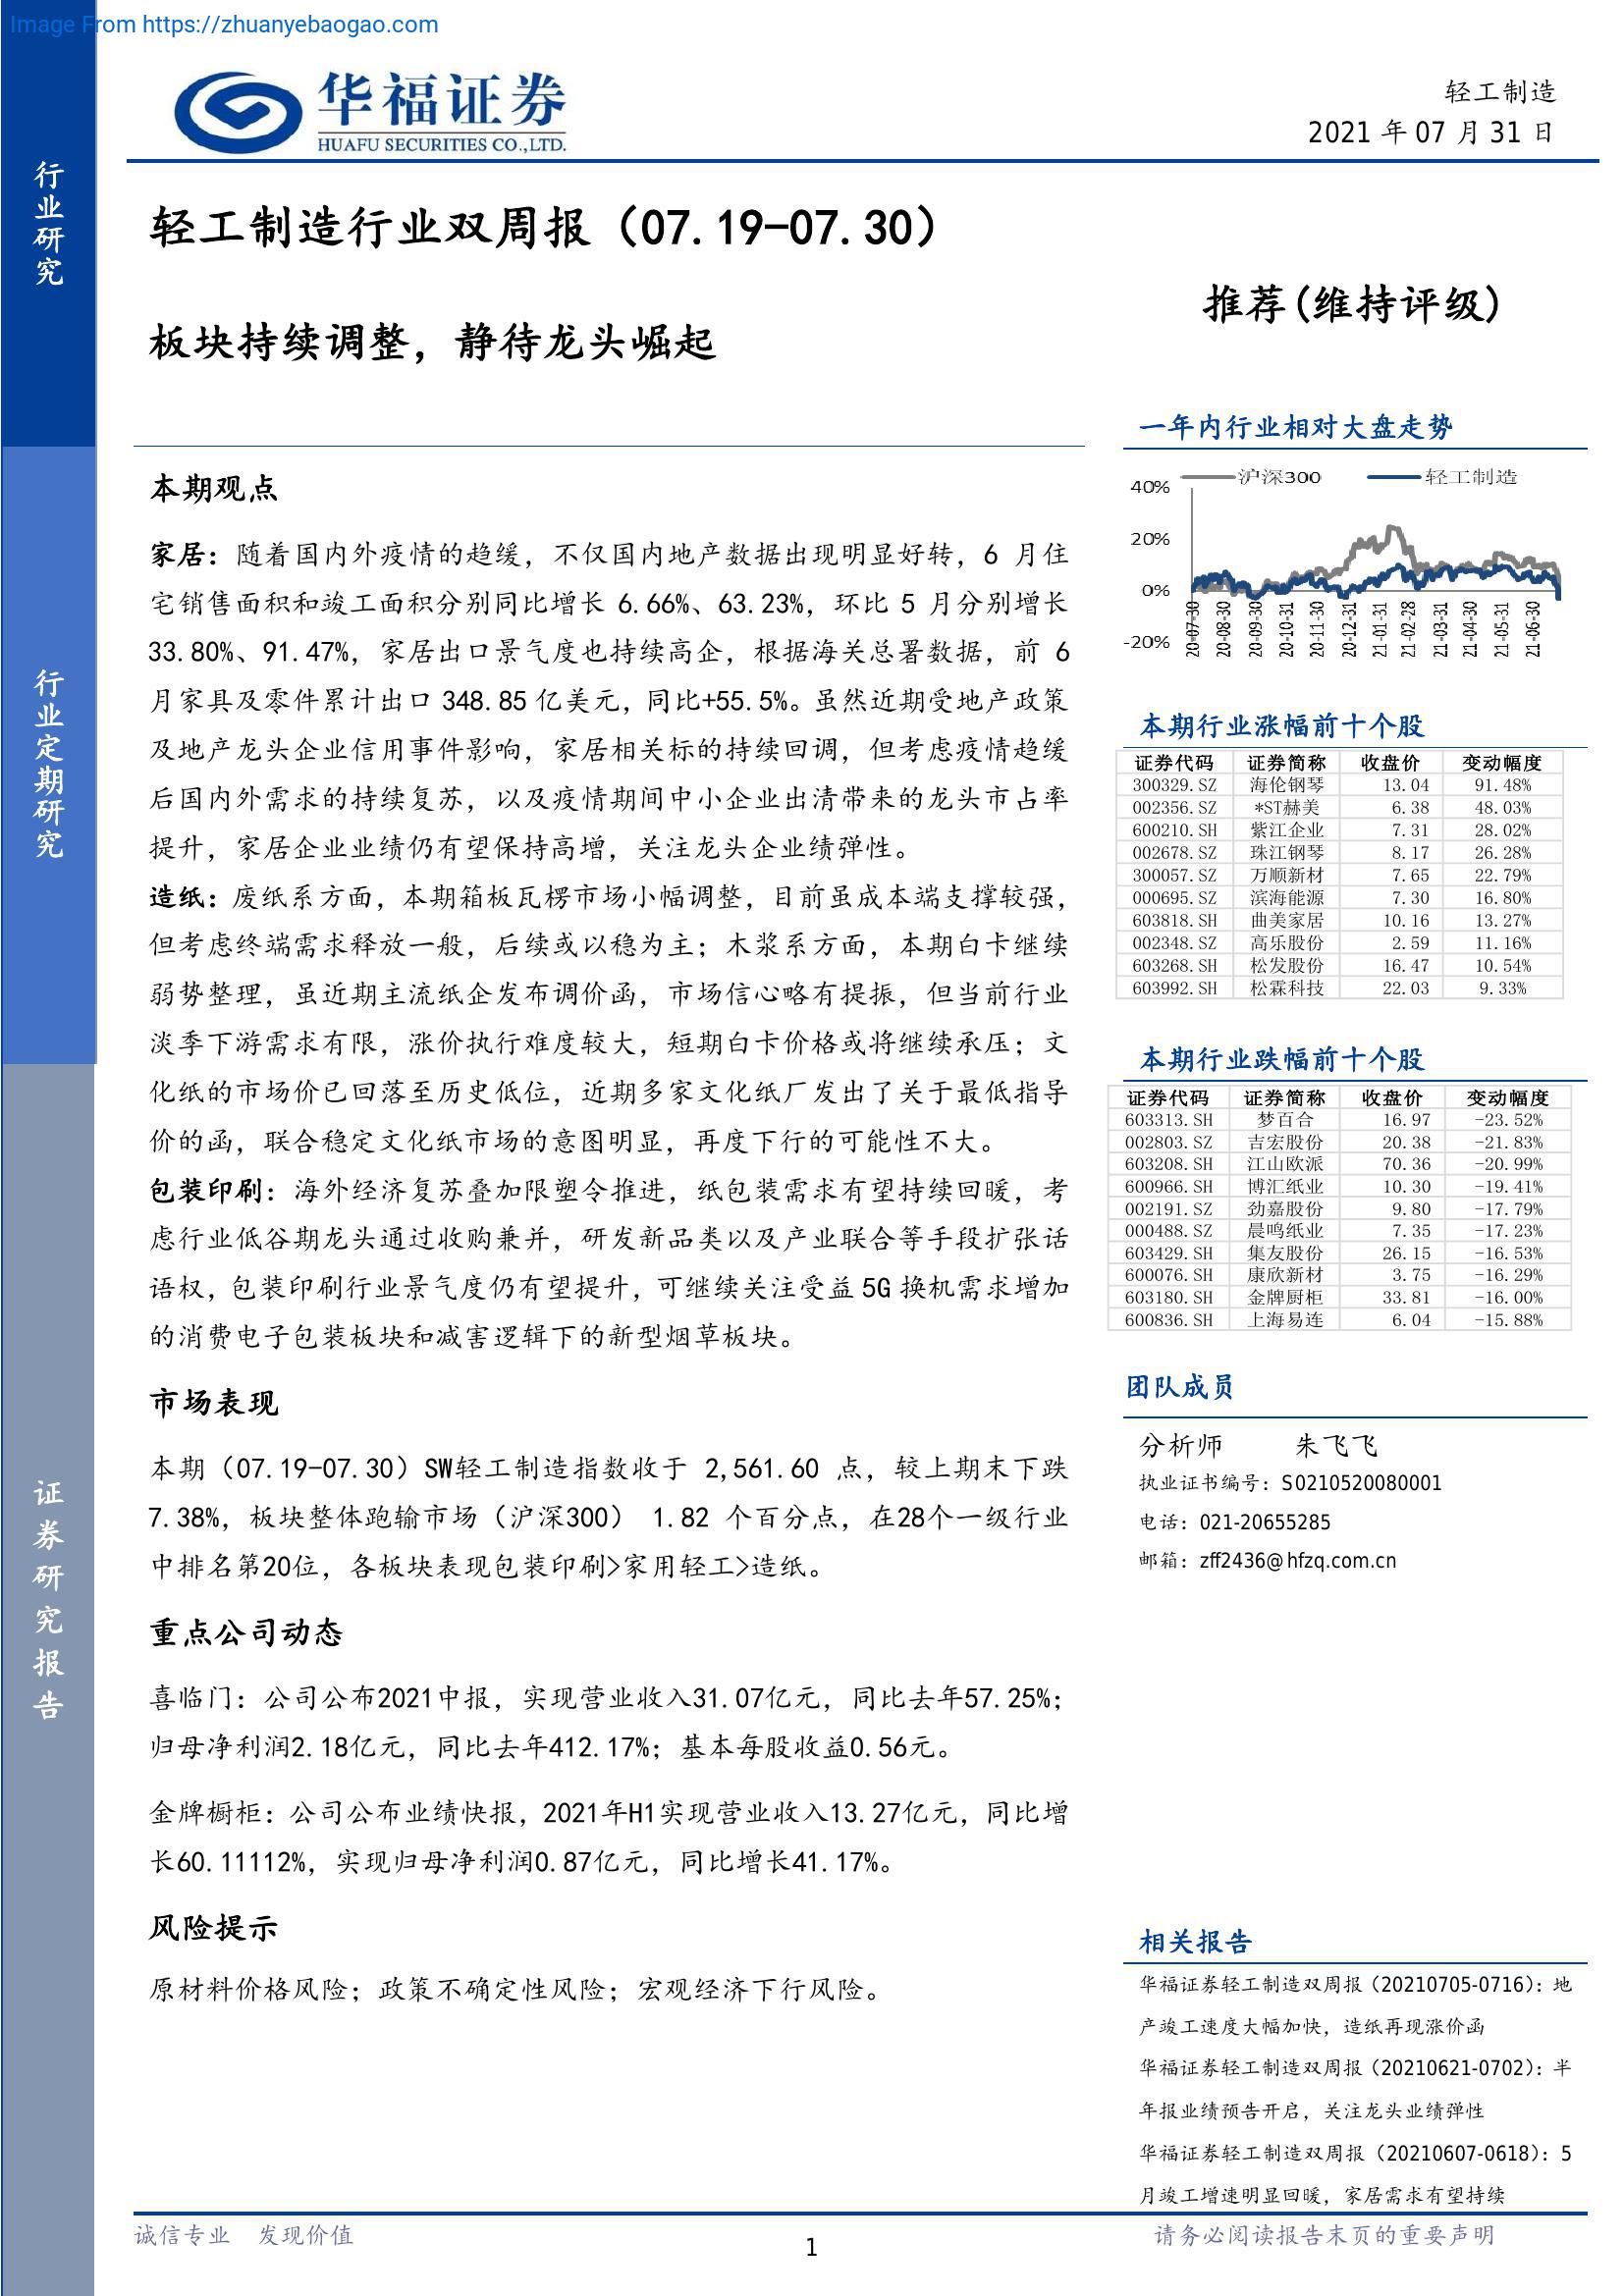 Image From https://zhuanyebaogao.com
华福证券
HUAFU SECURITIES CO.,LTD.
轻工制造
2021 年 07 月 31 日
行业研究
行业定期研究
证券研究报告
轻工制造行业双周报（07.19-07.30）
板块持续调整，静待龙头崛起
推荐(维持评级)
本期观点
家居：随着国内外疫情的趋缓，不仅国内地产数据出现明显好转，6 月住
宅销售面积和竣工面积分别同比增长 6.66%、63.23%，环比 5 月分别增长
33.80%、91.47%，家居出口景气度也持续高企，根据海关总署数据，前 6
月家具及零件累计出口 348.85 亿美元，同比+55.5%。虽然近期受地产政策
及地产龙头企业信用事件影响，家居相关标的持续回调，但考虑疫情趋缓
后国内外需求的持续复苏，以及疫情期间中小企业出清带来的龙头市占率
提升，家居企业业绩仍有望保持高增，关注龙头企业绩弹性。
造纸：废纸系方面，本期箱板瓦楞市场小幅调整，目前虽成本端支撑较强，
但考虑终端需求释放一般，后续或以稳为主；木浆系方面，本期白卡继续
弱势整理，虽近期主流纸企发布调价函，市场信心略有提振，但当前行业
淡季下游需求有限，涨价执行难度较大，短期白卡价格或将继续承压；文
化纸的市场价已回落至历史低位，近期多家文化纸厂发出了关于最低指导
价的函，联合稳定文化纸市场的意图明显，再度下行的可能性不大。
包装印刷：海外经济复苏叠加限塑令推进，纸包装需求有望持续回暖，考
虑行业低谷期龙头通过收购兼并，研发新品类以及产业联合等手段扩张话
语权，包装印刷行业景气度仍有望提升，可继续关注受益 5G 换机需求增加
的消费电子包装板块和减害逻辑下的新型烟草板块。
市场表现
本期（07.19-07.30）SW轻工制造指数收于 2,561.60 点，较上期末下跌
7.38%，板块整体跑输市场（沪深300） 1.82 个百分点，在28个一级行业
中排名第20位，各板块表现包装印刷>家用轻工>造纸。
重点公司动态
喜临门：公司公布2021中报，实现营业收入31.07亿元，同比去年57.25%；
归母净利润2.18亿元，同比去年412.17%；基本每股收益0.56元。
金牌橱柜：公司公布业绩快报，2021年H1实现营业收入13.27亿元，同比增
长60.11112%，实现归母净利润0.87亿元，同比增长41.17%。
风险提示
原材料价格风险；政策不确定性风险；宏观经济下行风险。
一年内行业相对大盘走势
沪深300 轻工制造
40%
20%
0%
-20%
20-07-30 20-08-30 20-09-30 20-10-31 20-11-30 20-12-31 21-01-31 21-02-28 21-03-31 21-04-30 21-05-31 21-06-30
本期行业涨幅前十个股
证券代码 证券简称 收盘价 变动幅度
300329.SZ 海伦钢琴 13.04 91.48%
002356.SZ *ST赫美 6.38 48.03%
600210.SH 紫江企业 7.31 28.02%
002678.SZ 珠江钢琴 8.17 26.28%
300057.SZ 万顺新材 7.65 22.79%
000695.SZ 滨海能源 7.30 16.80%
603818.SH 曲美家居 10.16 13.27%
002348.SZ 高乐股份 2.59 11.16%
603268.SH 松发股份 16.47 10.54%
603992.SH 松霖科技 22.03 9.33%
本期行业跌幅前十个股
证券代码 证券简称 收盘价 变动幅度
603313.SH 梦百合 16.97 -23.52%
002803.SZ 吉宏股份 20.38 -21.83%
603208.SH 江山欧派 70.36 -20.99%
600966.SH 博汇纸业 10.30 -19.41%
002191.SZ 劲嘉股份 9.80 -17.79%
000488.SZ 晨鸣纸业 7.35 -17.23%
603429.SH 集友股份 26.15 -16.53%
600076.SH 康欣新材 3.75 -16.29%
603180.SH 金牌厨柜 33.81 -16.00%
600836.SH 上海易连 6.04 -15.88%
团队成员
分析师 朱飞飞
执业证书编号：S0210520080001
电话：021-20655285
邮箱：zff2436@hfzq.com.cn
相关报告
华福证券轻工制造双周报（20210705-0716）：地
产竣工速度大幅加快，造纸再现涨价函
华福证券轻工制造双周报（20210621-0702）：半
年报业绩预告开启，关注龙头业绩弹性
华福证券轻工制造双周报（20210607-0618）：5
月竣工增速明显回暖，家居需求有望持续
诚信专业 发现价值
1
请务必阅读报告末页的重要声明